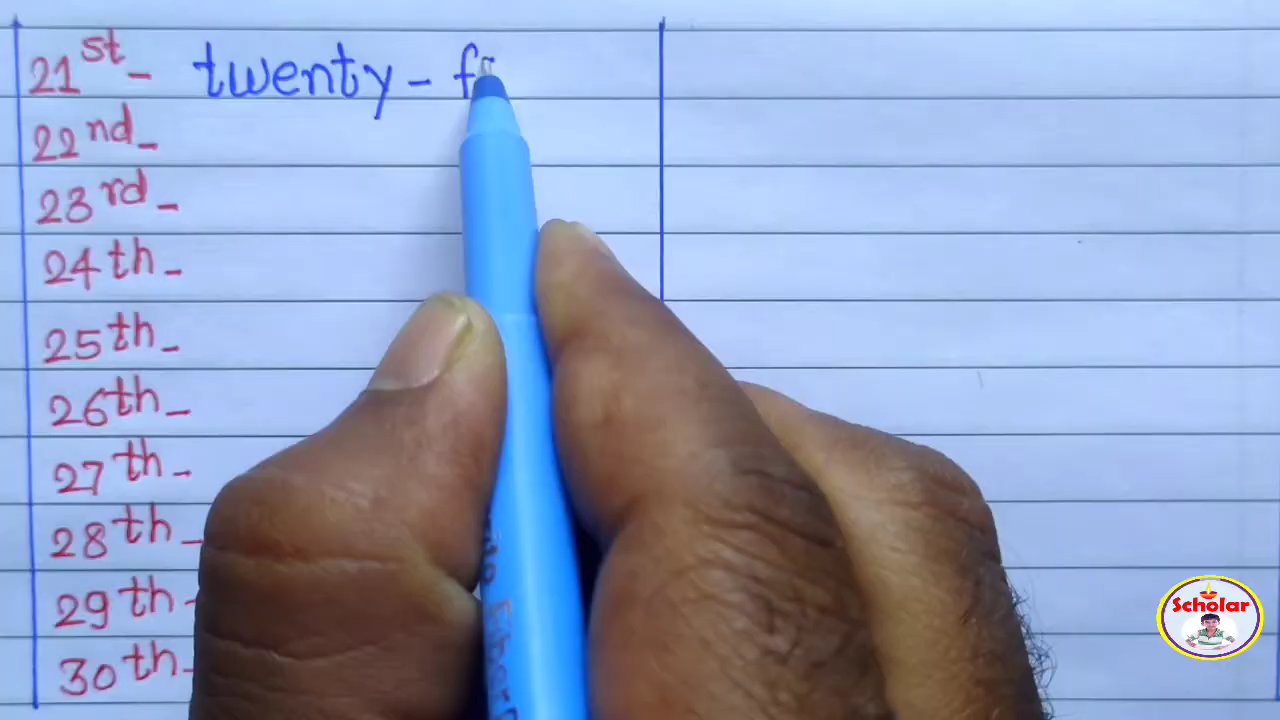 21st- twenty-f
22nd-
23rd-
24th-
25th-
26th-
27th-
28th-
29th-
30th-
Scholar